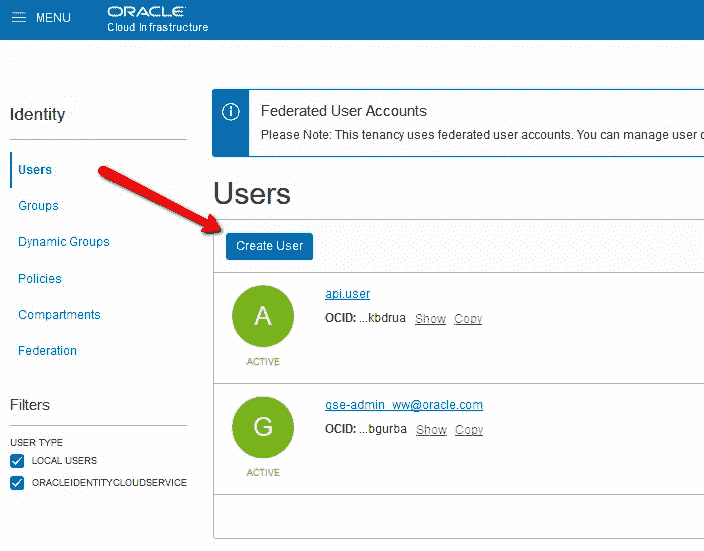 MENU
ORACLE
Cloud Infrastructure
Identity
Users
Groups
Dynamic Groups
Policies
Compartments
Federation
Filters
USER TYPE
LOCAL USERS
ORACLEIDENTITYCLOUDSERVICE
Federated User Accounts
Please Note: This tenancy uses federated user accounts. You can manage user
Users
Create User
A
ACTIVE
api.user
OCID: ...kbdrua Show Copy
G
ACTIVE
gse-admin_ww@oracle.com
OCID: ...bgurba Show Copy